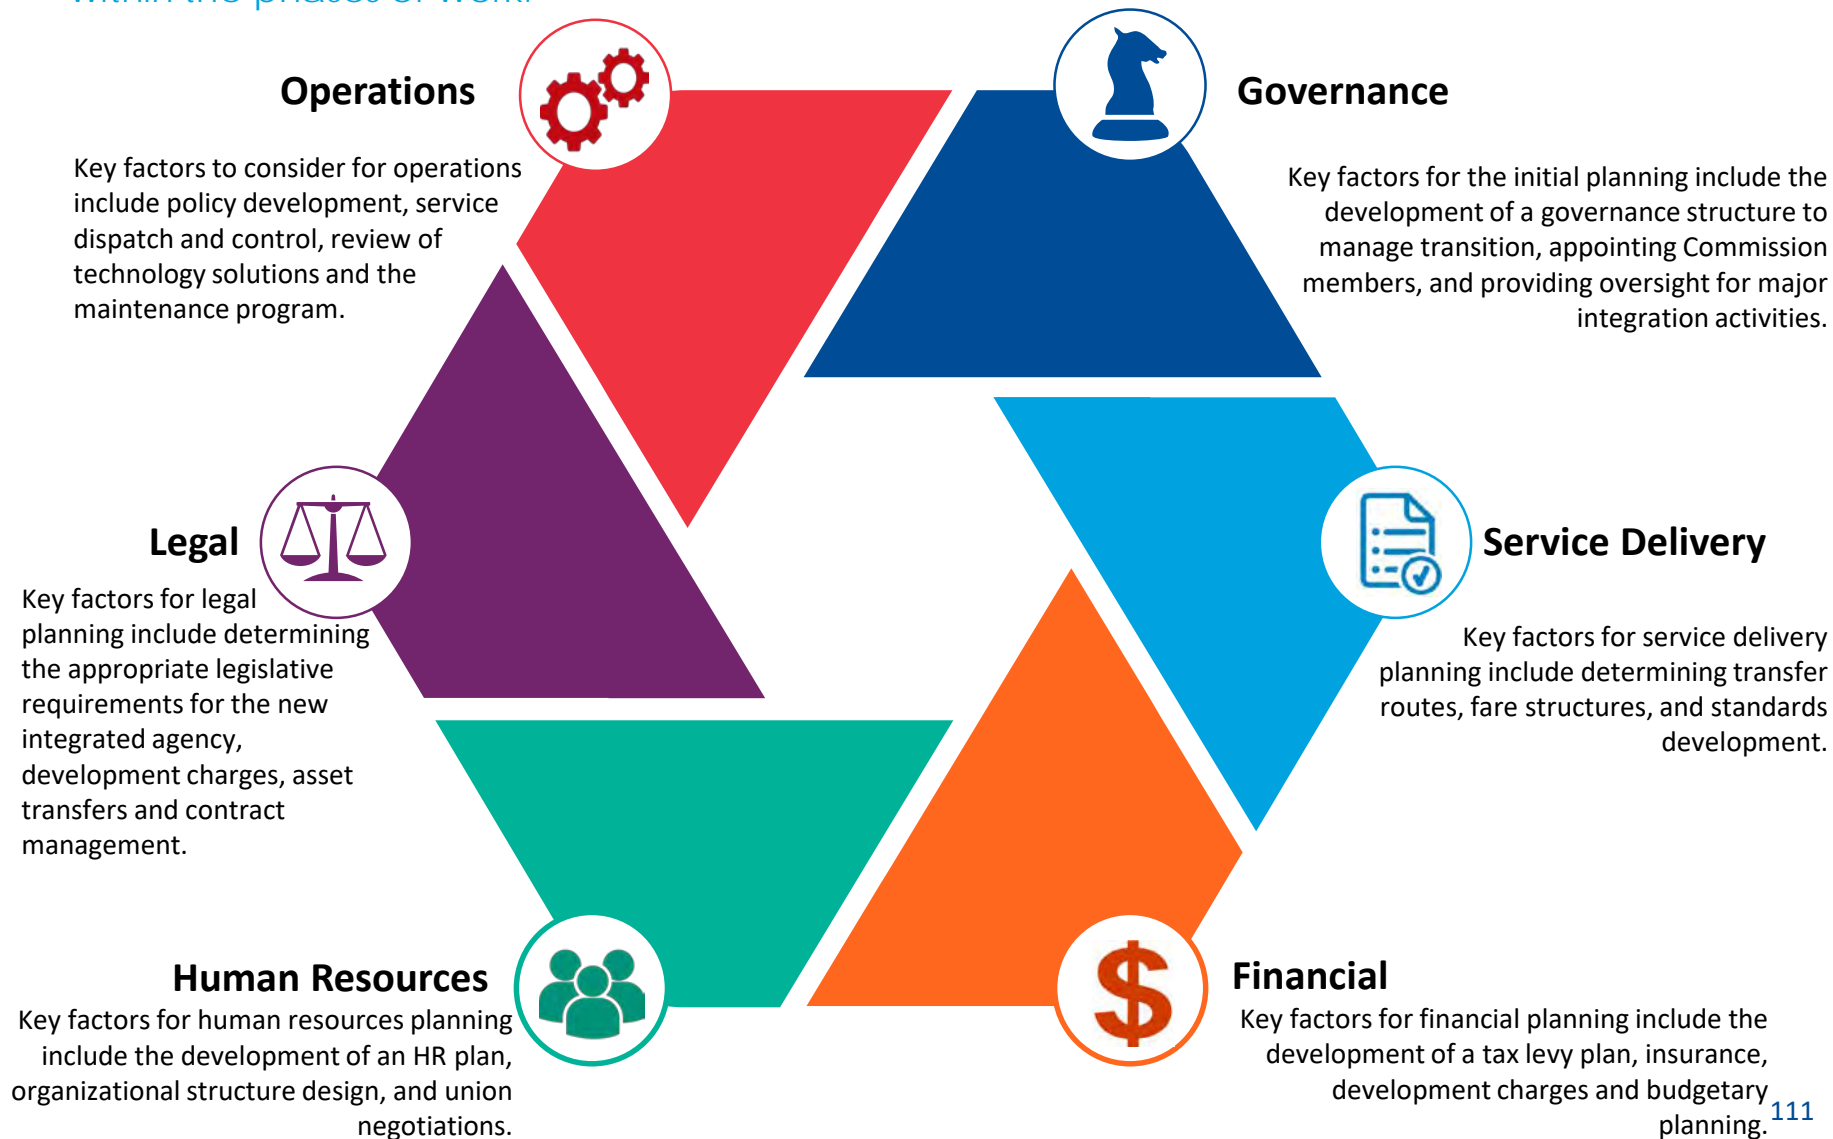 within the phases of work.
Operations
Key factors to consider for operations
include policy development, service
dispatch and control, review of
technology solutions and the
maintenance program.
Governance
Key factors for the initial planning include the
development of a governance structure to
manage transition, appointing Commission
members, and providing oversight for major
integration activities.
Legal
Key factors for legal
planning include determining
the appropriate legislative
requirements for the new
integrated agency,
development charges, asset
transfers and contract
management.
Service Delivery
Key factors for service delivery
planning include determining transfer
routes, fare structures, and standards
development.
Human Resources
Key factors for human resources planning
include the development of an HR plan,
organizational structure design, and union
negotiations.
Financial
Key factors for financial planning include the
development of a tax levy plan, insurance,
development charges and budgetary
planning.
111